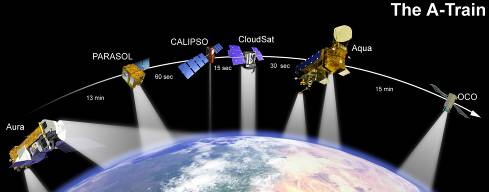 The A-Train
CALIPSO
CloudSat
Aqua
PARASOL
15 sec
30 sec
60 sec
15 min
13 min
OCO
Aura